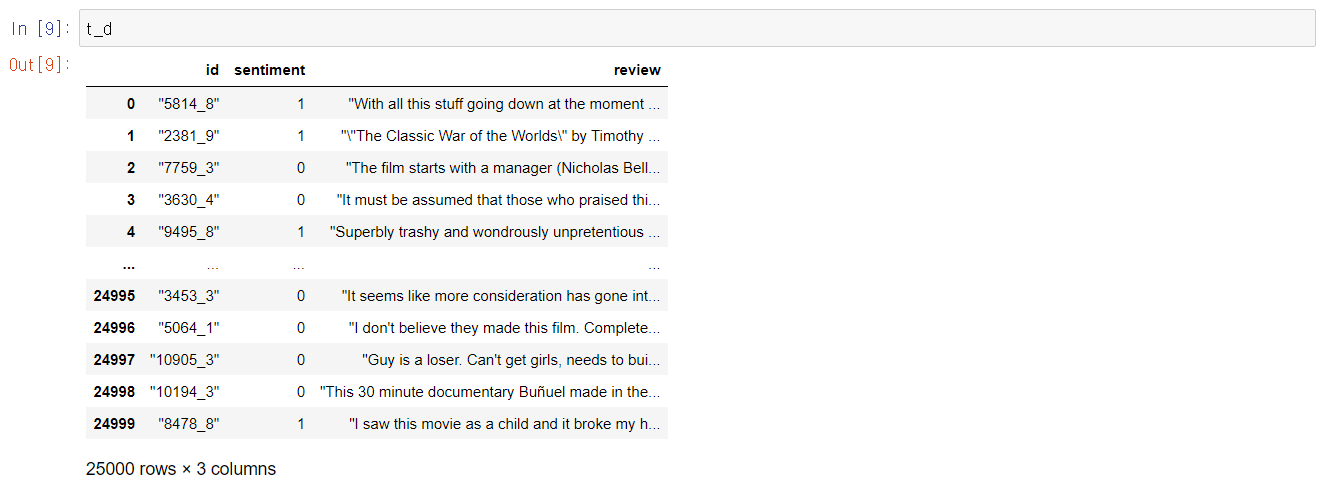 In [9]: t_d
Out[9]:
id sentiment review
0 "5814_8" 1 "With all this stuff going down at the moment ...
1 "2381_9" 1 "\"The Classic War of the Worlds\" by Timothy ...
2 "7759_3" 0 "The film starts with a manager (Nicholas Bell...
3 "3630_4" 0 "It must be assumed that those who praised thi...
4 "9495_8" 1 "Superbly trashy and wondrously unpretentious ...
... ... ... ...
24995 "3453_3" 0 "It seems like more consideration has gone int...
24996 "5064_1" 0 "I don't believe they made this film. Complete...
24997 "10905_3" 0 "Guy is a loser. Can't get girls, needs to bui...
24998 "10194_3" 0 "This 30 minute documentary Buñuel made in the...
24999 "8478_8" 1 "I saw this movie as a child and it broke my h...
25000 rows × 3 columns